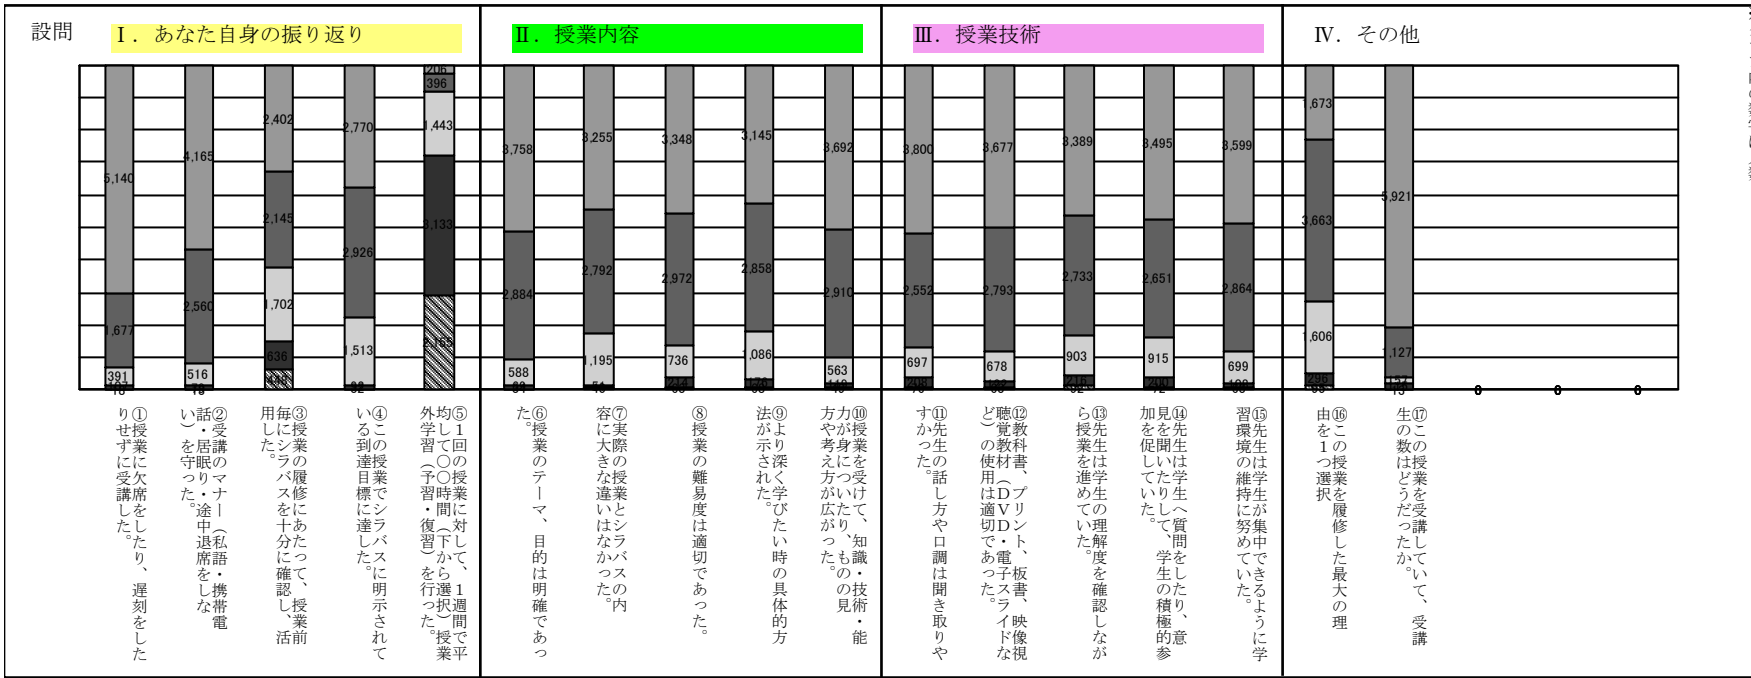 設問
Ⅰ．あなた自身の振り返り
Ⅱ．授業内容
Ⅲ．授業技術
Ⅳ．その他
5,140
1,677
391
4,165
2,560
516
2,402
2,145
1,702
636
448
2,770
2,926
1,513
206
396
1,443
3,133
2,155
3,758
2,884
588
3,255
2,792
1,195
3,348
2,972
736
214
3,145
2,858
1,086
3,692
2,910
563
3,800
2,552
697
208
3,677
2,793
678
3,389
2,733
903
216
3,495
2,651
915
200
3,599
2,864
699
1,673
3,663
1,606
296
5,921
1,127
157
0
0
0
①授業に欠席をしたり、遅刻をした
りせずに受講した。
②受講のマナー（私語・携帯電
話・居眠り・途中退席をしな
い）を守った。
③授業の履修にあたって、授業前
毎にシラバスを十分に確認し、活
用した。
④この授業でシラバスに明示されて
いる到達目標に達した。
⑤１回の授業に対して、１週間で平
均して〇〇時間（下から選択）授業
外学習（予習・復習）を行った。
⑥授業のテーマ、目的は明確であっ
た。
⑦実際の授業とシラバスの内
容に大きな違いはなかった。
⑧授業の難易度は適切であった。
⑨より深く学びたい時の具体的方
法が示された。
⑩授業を受けて、知識・技術・能
力が身についたり、ものの見
方や考え方が広がった。
⑪先生の話し方や口調は聞き取りや
すかった。
⑫教科書、プリント、板書、映像視
聴覚教材（ＤＶＤ・電子スライドな
ど）の使用は適切であった。
⑬先生は学生の理解度を確認しなが
ら授業を進めていた。
⑭先生は学生へ質問をしたり、意
見を聞いたりして、学生の積極的参
加を促していた。
⑮先生は学生が集中できるように学
習環境の維持に努めていた。
⑯この授業を履修した最大の理
由を１つ選択
⑰この授業を受講していて、受講
生の数はどうだったか。